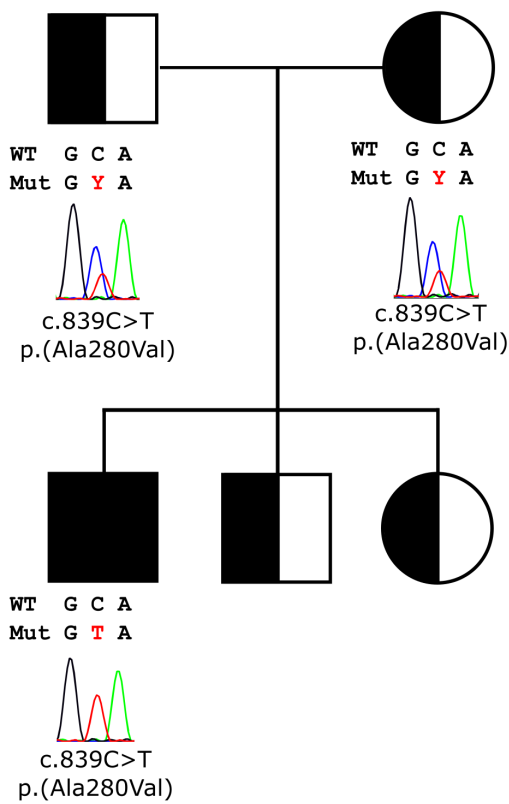 WT G C A
Mut G Y A
c.839C>T
p.(Ala280Val)
WT G C A
Mut G Y A
c.839C>T
p.(Ala280Val)
WT G C A
Mut G T A
c.839C>T
p.(Ala280Val)